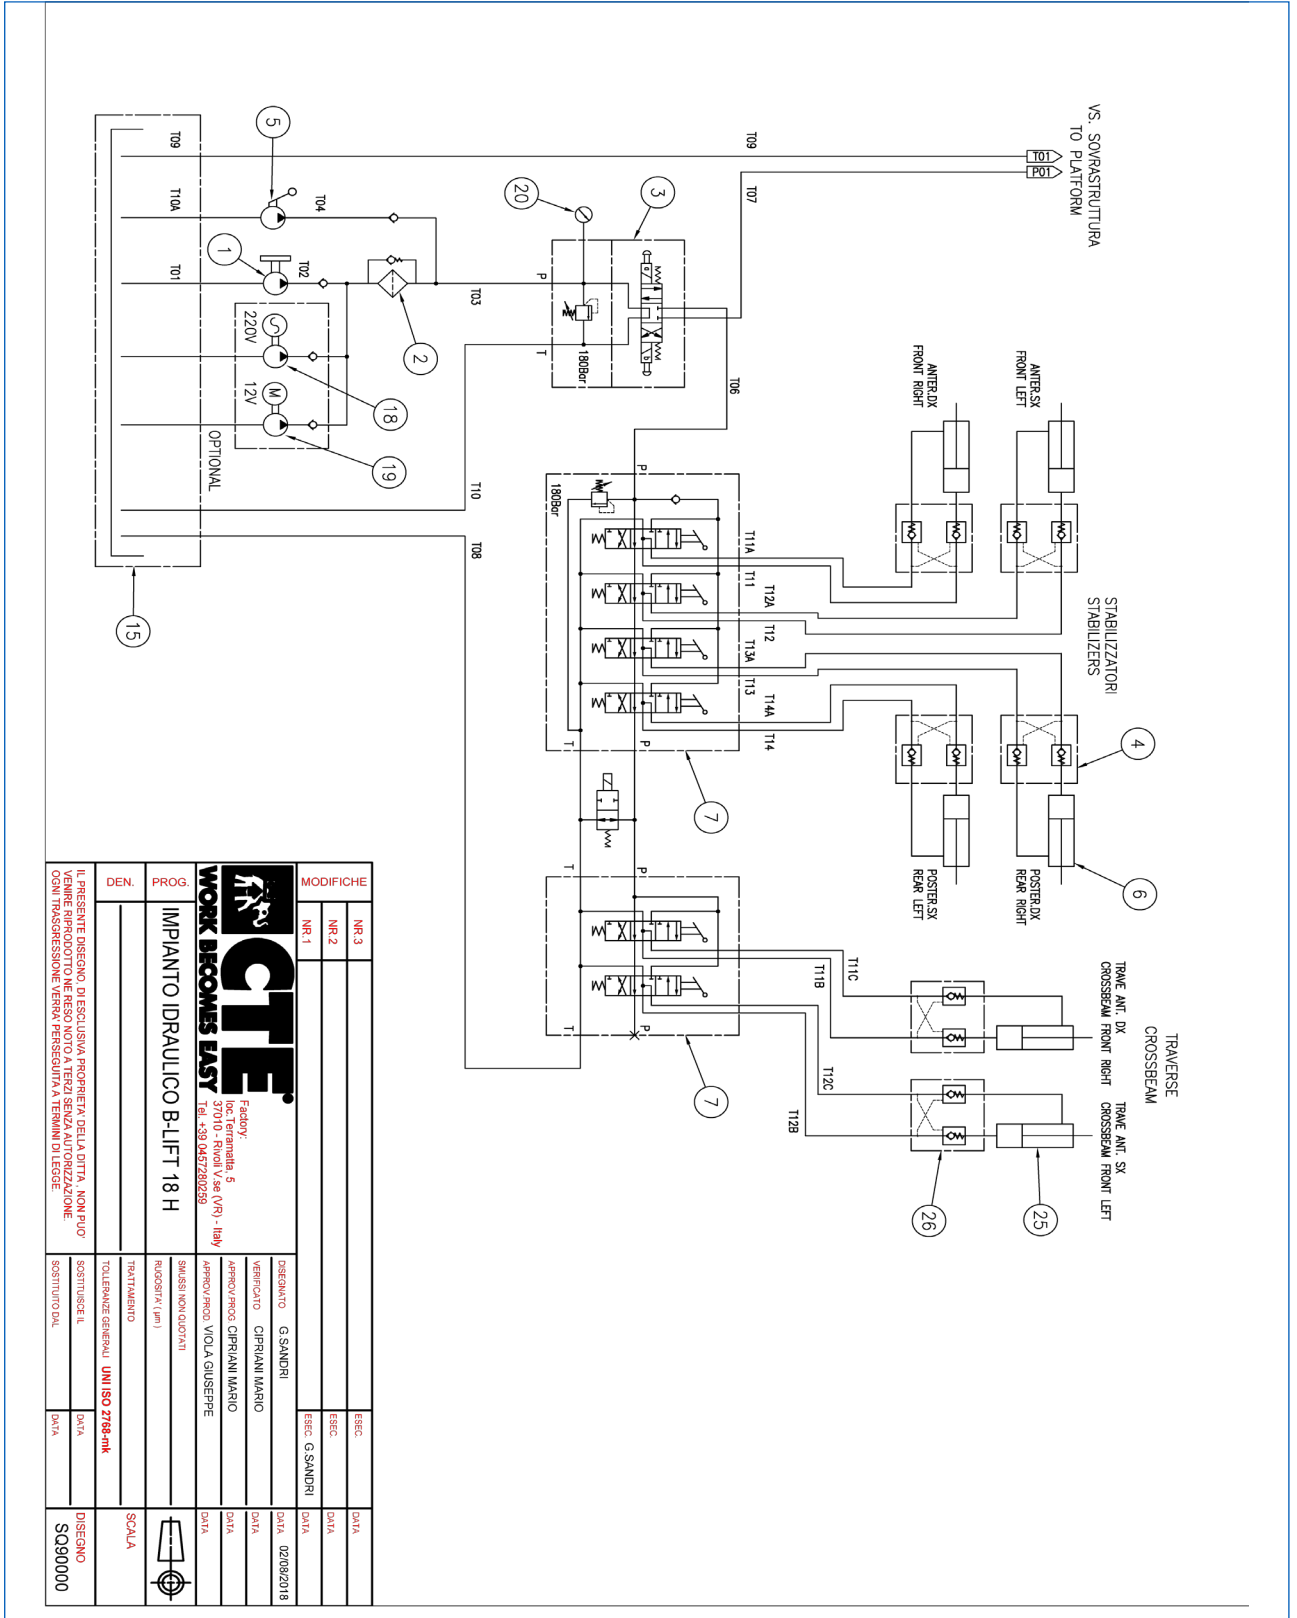 VS. SOVRASTRUTTURA
TO PLATFORM
T01
P01
T09
T07
T09
T10A
T04
T01
T02
T03
5
1
2
20
3
P
T
180Bar
T06
220V
12V
18
19
OPTIONAL
T10
T08
15
ANTER.DX
FRONT RIGHT
ANTER.SX
FRONT LEFT
STABILIZZATORI
STABILIZERS
P
180Bar
T11A
T11
T12A
T12
T13A
T13
T14A
T14
T
P
7
4
6
POSTER.SX
REAR LEFT
POSTER.DX
REAR RIGHT
T
P
T11C
T11B
T12C
T12B
T
P
7
TRAVERSE
CROSSBEAM
TRAVE ANT. DX
CROSSBEAM FRONT RIGHT
TRAVE ANT. SX
CROSSBEAM FRONT LEFT
26
25
a
b
M
MODIFICHE
NR.3
ESEC.
DATA
NR.2
ESEC.
DATA
NR.1
ESEC. G.SANDRI
DATA
CTE
WORK BECOMES EASY
Factory:
loc.Terramatta, 5
37010 - Rivoli V.se (VR) - Italy
Tel. +39 0457280259
DISEGNATO G.SANDRI
DATA 02/08/2018
VERIFICATO CIPRIANI MARIO
DATA
APPROV.PROG. CIPRIANI MARIO
DATA
APPROV.PROD. VIOLA GIUSEPPE
DATA
PROG.
IMPIANTO IDRAULICO B-LIFT 18 H
SMUSSI NON QUOTATI
RUGOSITA' ( µm )
DEN.
TRATTAMENTO
TOLLERANZE GENERALI UNI ISO 2768-mk
SCALA
IL PRESENTE DISEGNO, DI ESCLUSIVA PROPRIETA' DELLA DITTA , NON PUO'
VENIRE RIPRODOTTO NE RESO NOTO A TERZI SENZA AUTORIZZAZIONE.
OGNI TRASGRESSIONE VERRA' PERSEGUITA A TERMINI DI LEGGE.
SOSTITUISCE IL
DATA
SOSTITUITO DAL
DATA
DISEGNO
SQ90000